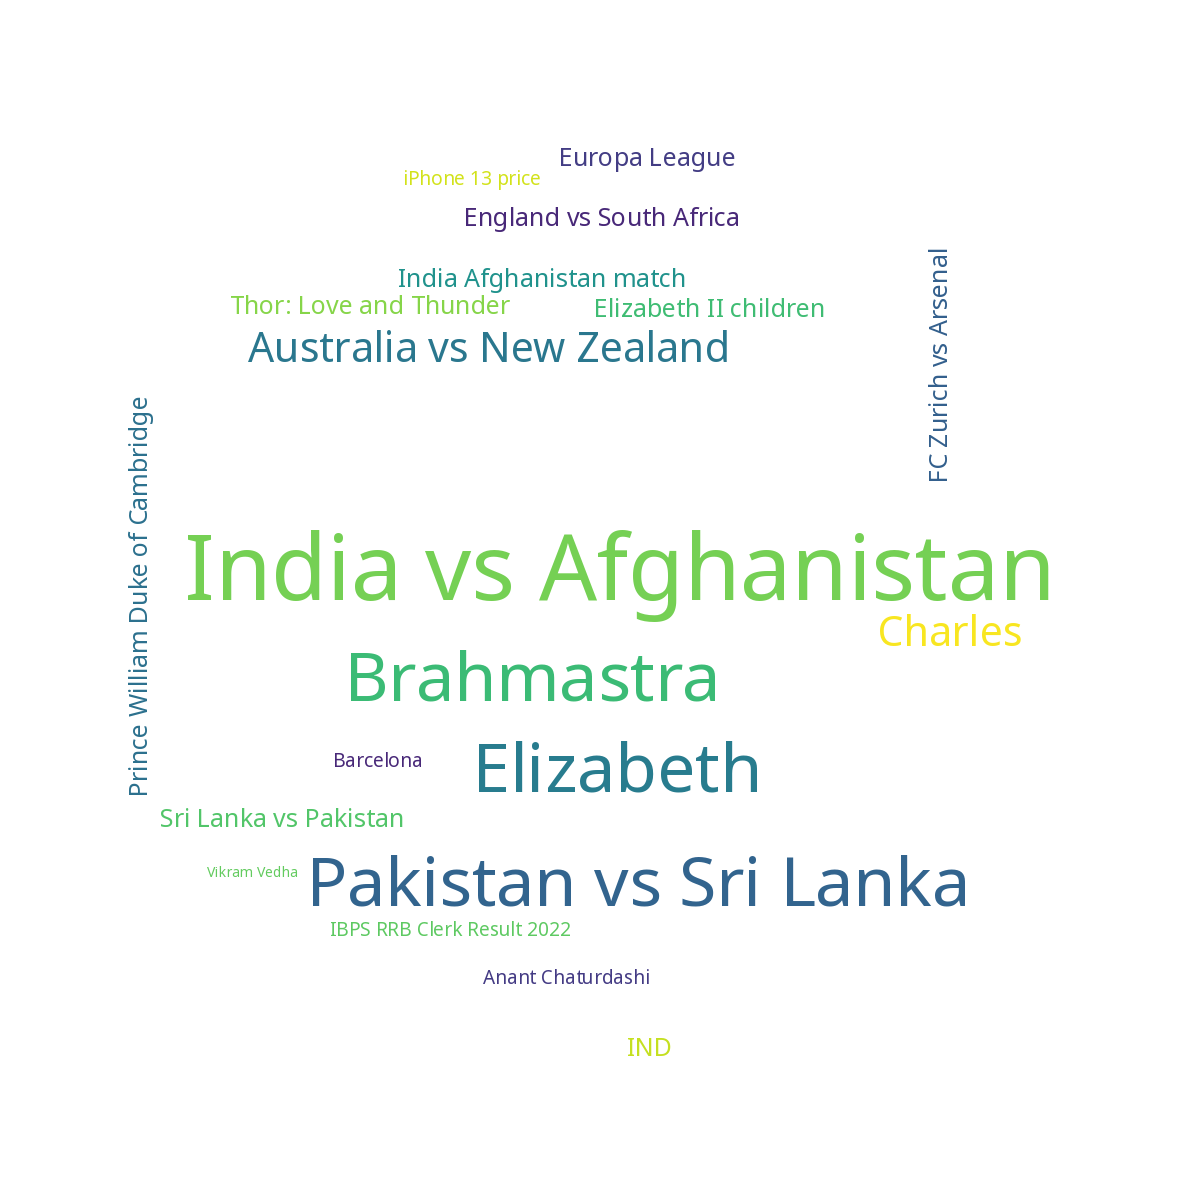 Europa League
iPhone 13 price
England vs South Africa
FC Zurich vs Arsenal
India Afghanistan match
Thor: Love and Thunder
Elizabeth II children
Australia vs New Zealand
Prince William Duke of Cambridge
India vs Afghanistan
Charles
Brahmastra
Barcelona
Elizabeth
Sri Lanka vs Pakistan
Vikram Vedha
Pakistan vs Sri Lanka
IBPS RRB Clerk Result 2022
Anant Chaturdashi
IND